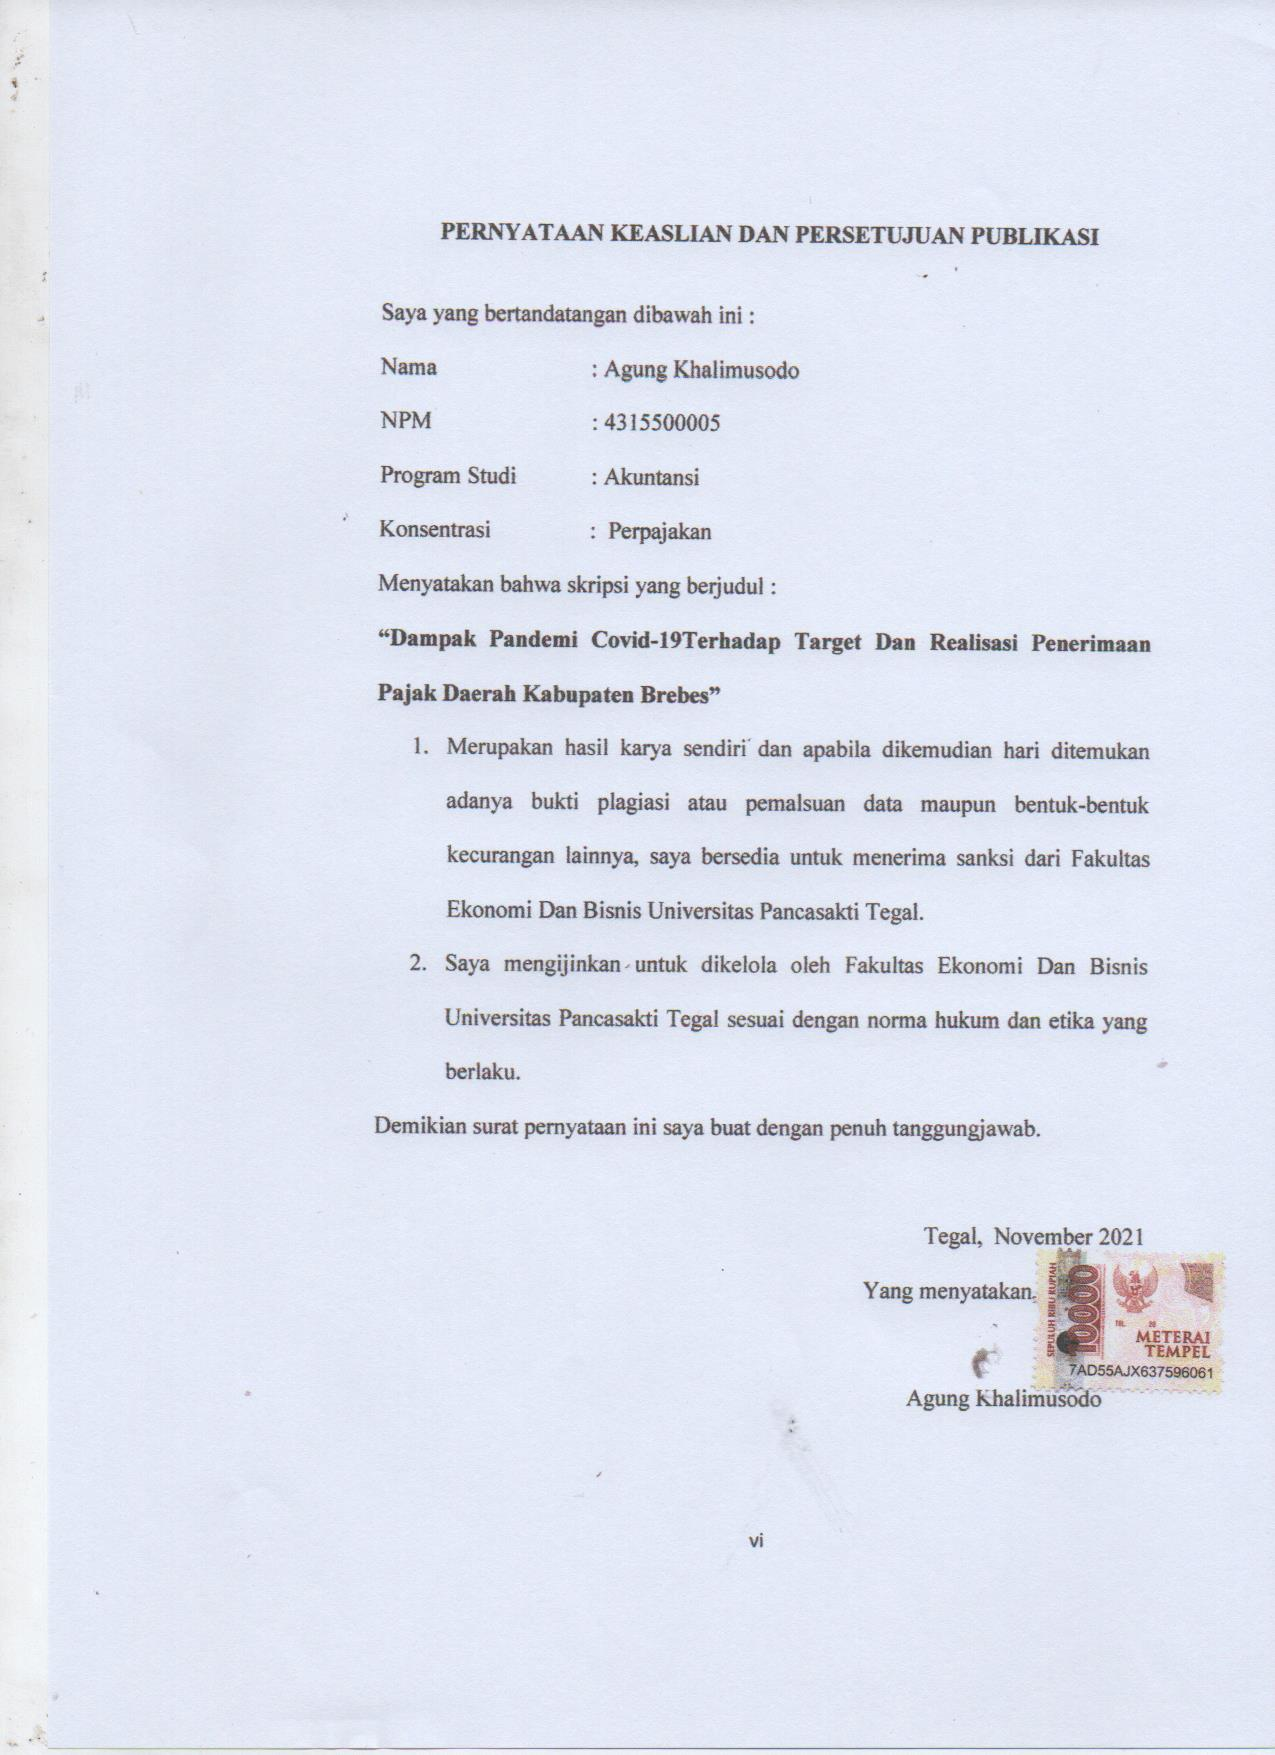 PERNYATAAN KEASLIAN DAN PERSETUJUAN PUBLIKASI
Saya yang bertandatangan dibawah ini :
Nama : Agung Khalimusodo
NPM : 4315500005
Program Studi : Akuntansi
Konsentrasi : Perpajakan
Menyatakan bahwa skripsi yang berjudul :
“Dampak Pandemi Covid-19Terhadap Target Dan Realisasi Penerimaan
Pajak Daerah Kabupaten Brebes”
1. Merupakan hasil karya sendiri dan apabila dikemudian hari ditemukan
adanya bukti plagiasi atau pemalsuan data maupun bentuk-bentuk
kecurangan lainnya, saya bersedia untuk menerima sanksi dari Fakultas
Ekonomi Dan Bisnis Universitas Pancasakti Tegal.
2. Saya mengijinkan untuk dikelola oleh Fakultas Ekonomi Dan Bisnis
Universitas Pancasakti Tegal sesuai dengan norma hukum dan etika yang
berlaku.
Demikian surat pernyataan ini saya buat dengan penuh tanggungjawab.
Tegal, November 2021
Yang menyatakan,
SEPULUH RIBU RUPIAH
10000
TGL. 20
METERAI
TEMPEL
7AD55AJX637596061
Agung Khalimusodo
vi